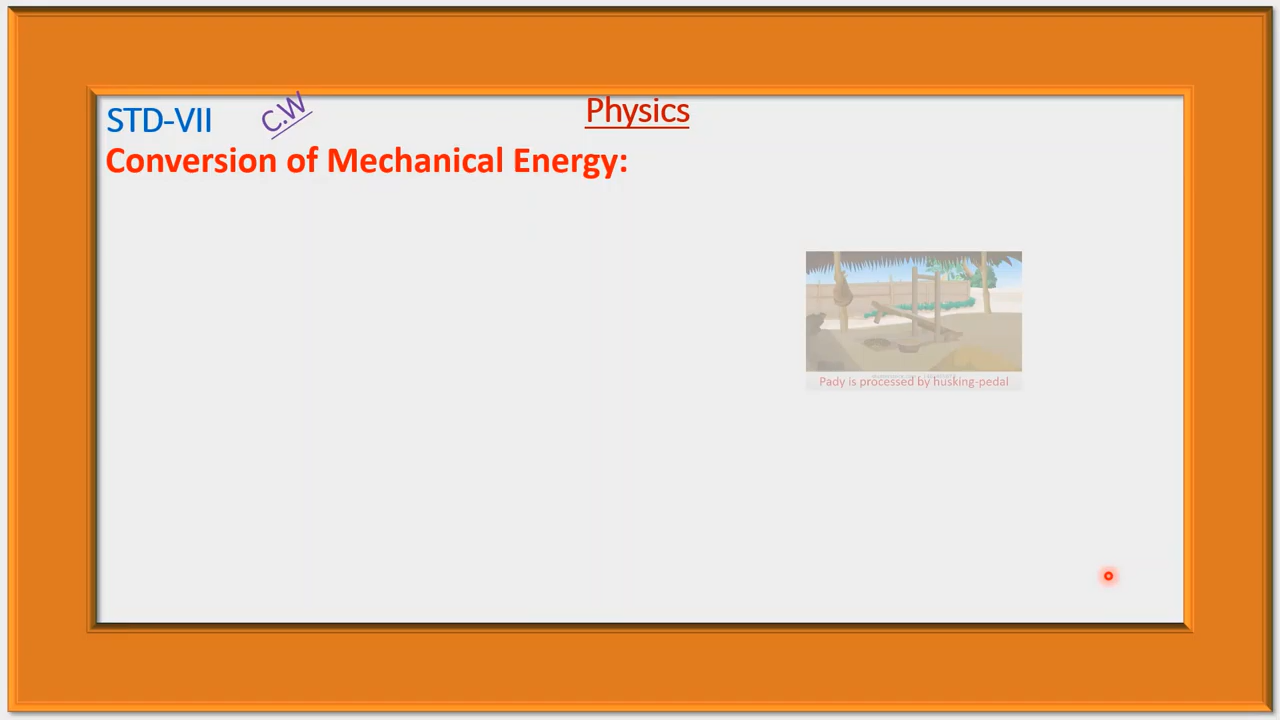 STD-VII C.W Physics
Conversion of Mechanical Energy:
Pady is processed by husking-pedal